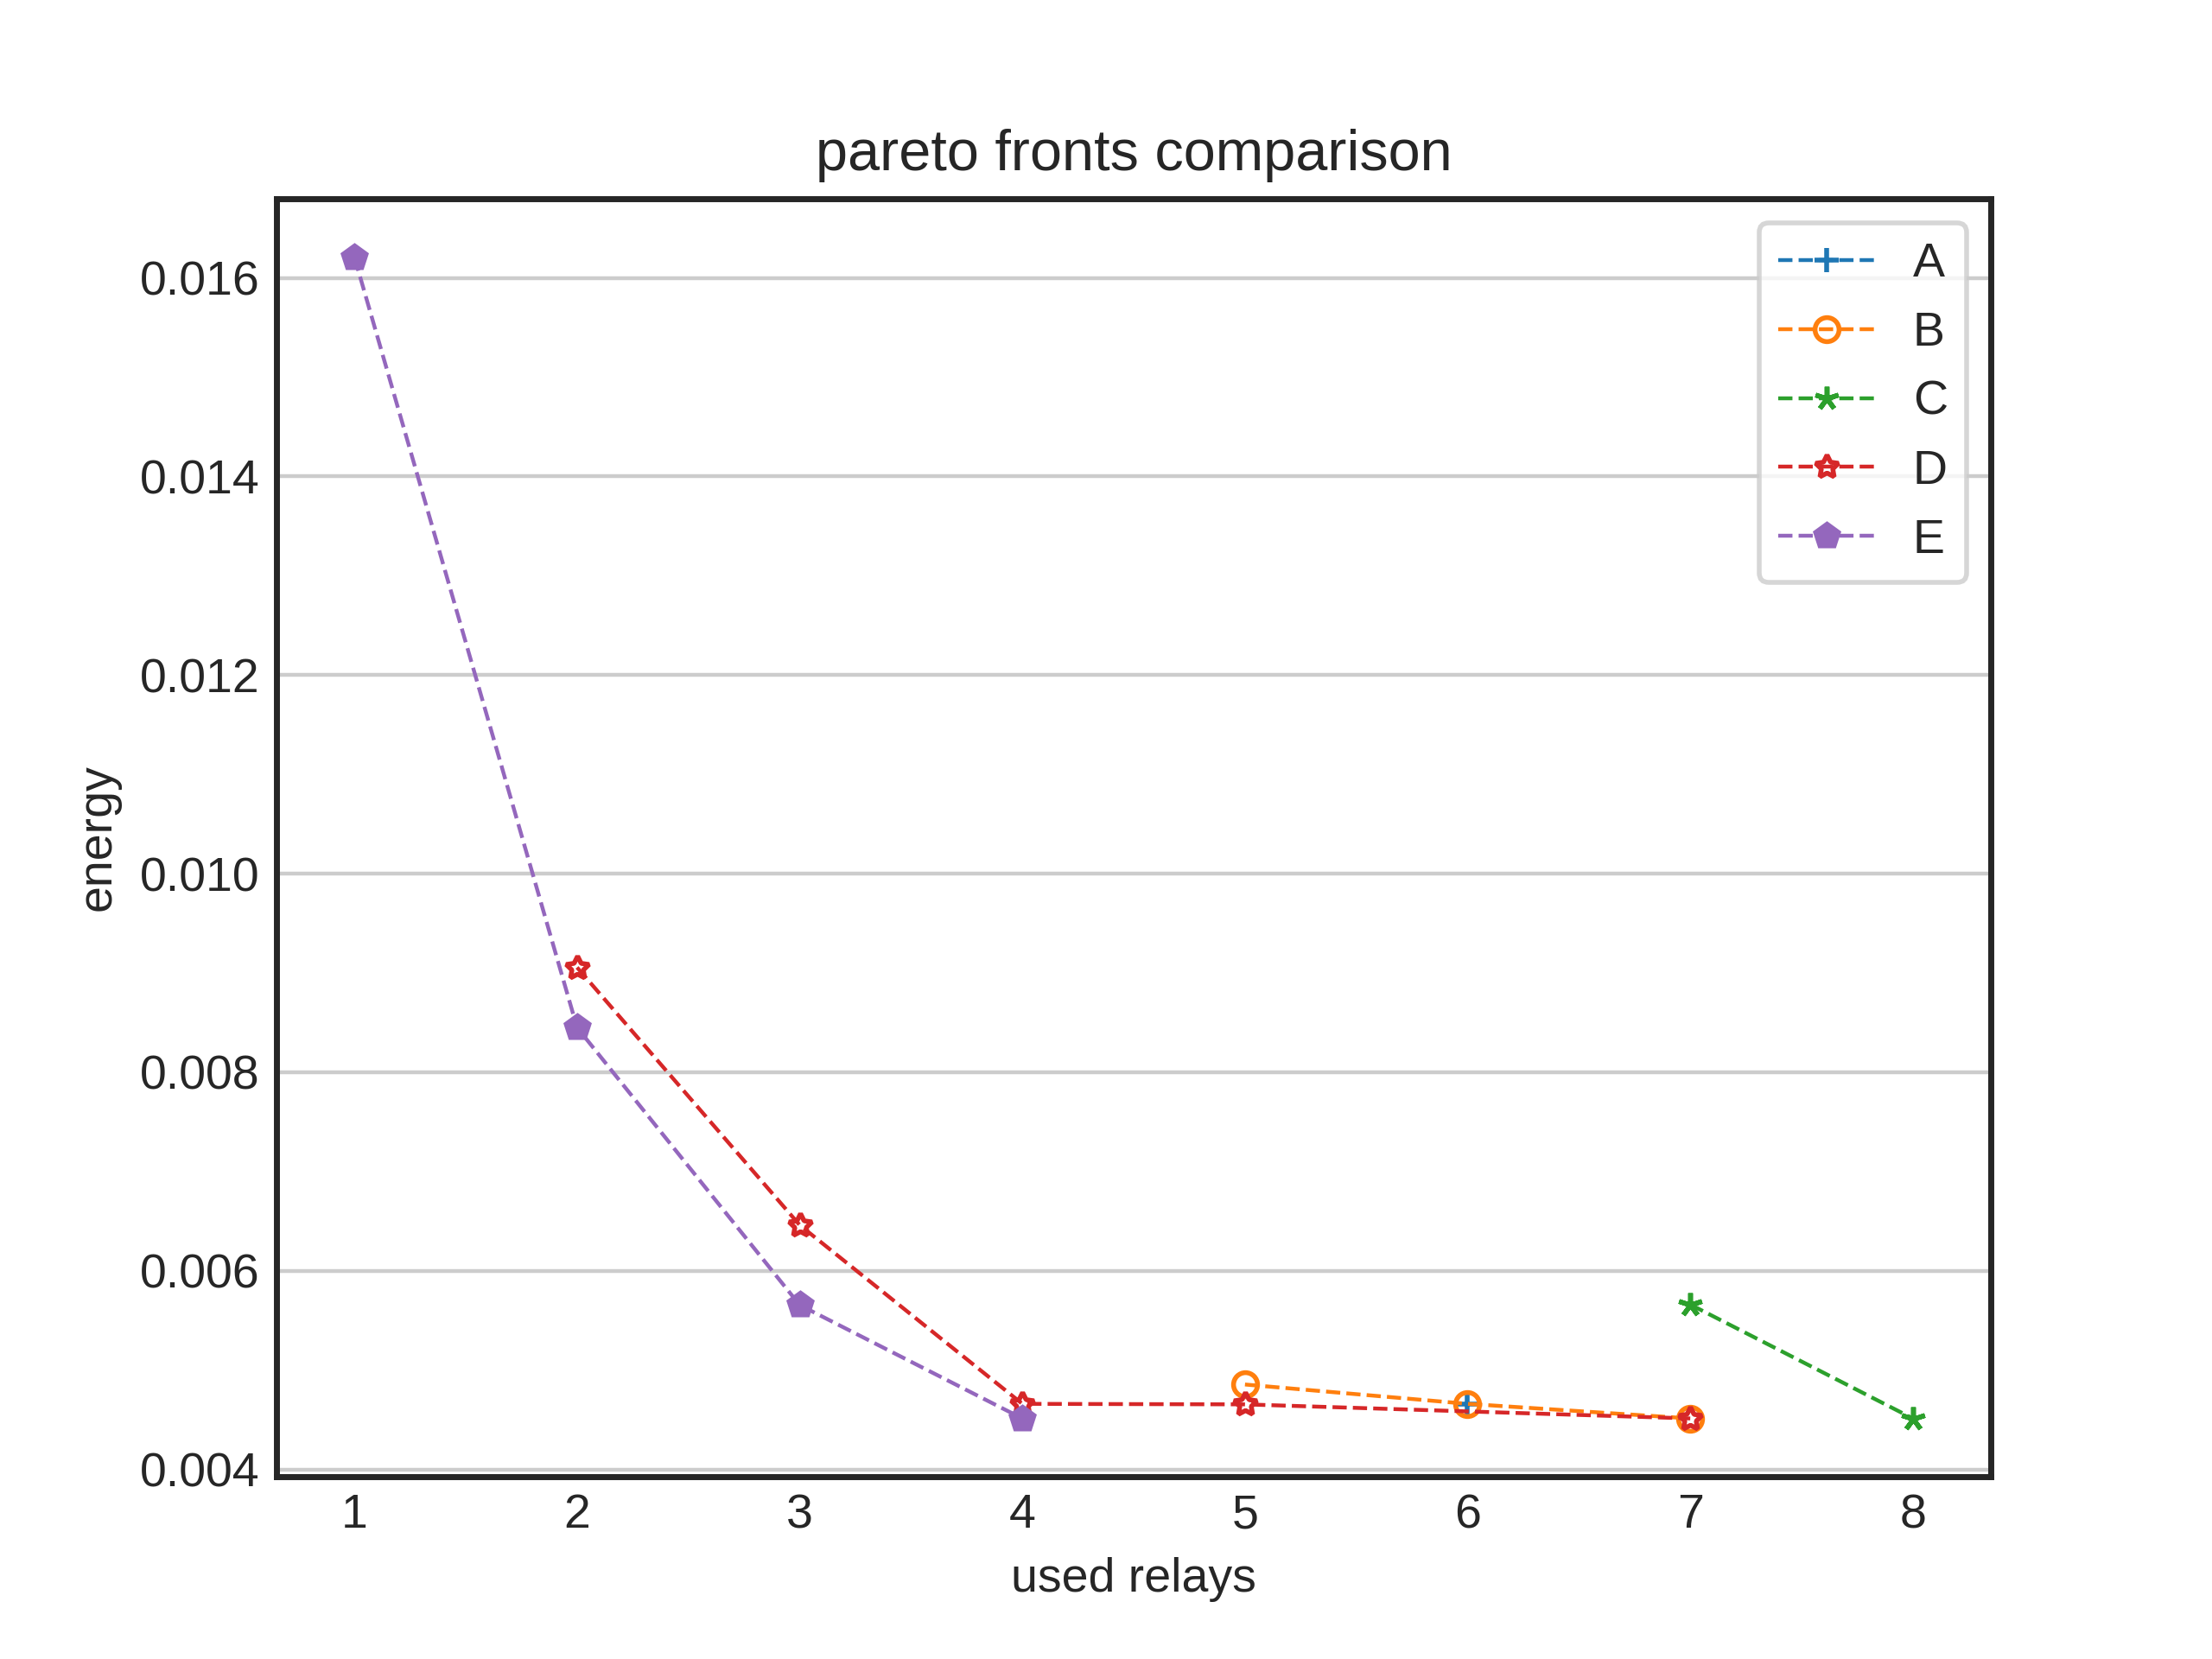 pareto fronts comparison
A
B
C
D
E
0.016
0.014
0.012
0.010
0.008
0.006
0.004
energy
1 2 3 4 5 6 7 8
used relays